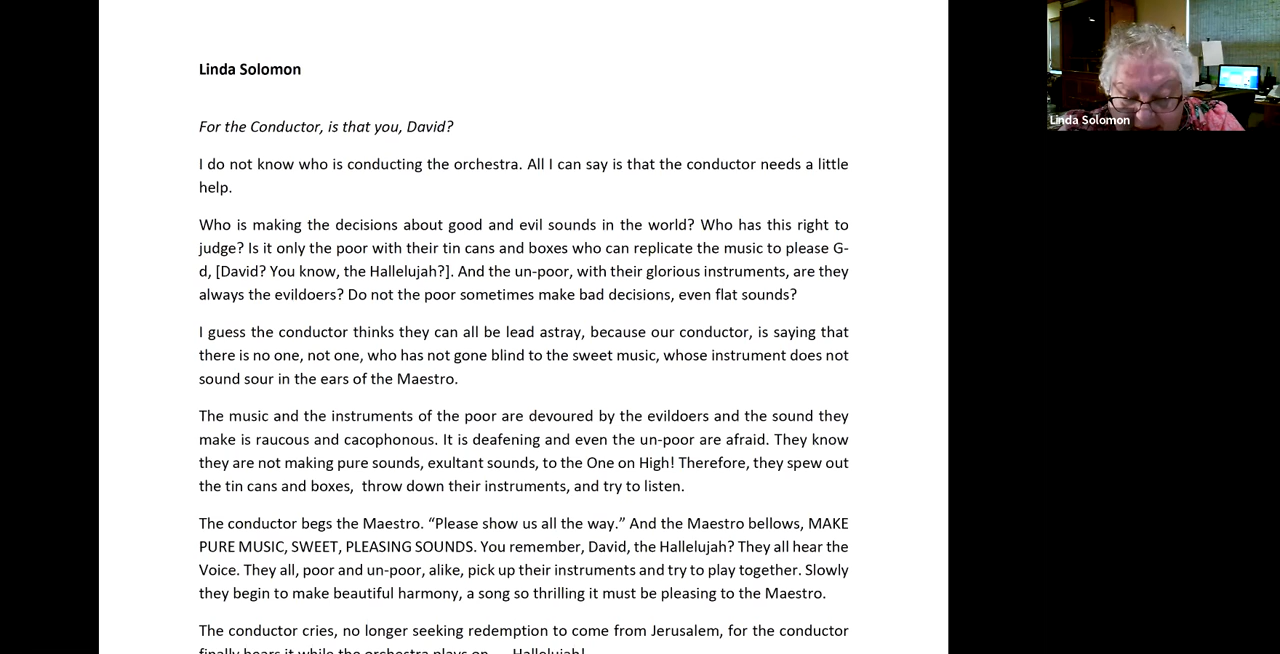 Linda Solomon
For the Conductor, is that you, David?
I do not know who is conducting the orchestra. All I can say is that the conductor needs a little
help.
Who is making the decisions about good and evil sounds in the world? Who has this right to
judge? Is it only the poor with their tin cans and boxes who can replicate the music to please G-
d, [David? You know, the Hallelujah?]. And the un-poor, with their glorious instruments, are they
always the evildoers? Do not the poor sometimes make bad decisions, even flat sounds?
I guess the conductor thinks they can all be lead astray, because our conductor, is saying that
there is no one, not one, who has not gone blind to the sweet music, whose instrument does not
sound sour in the ears of the Maestro.
The music and the instruments of the poor are devoured by the evildoers and the sound they
make is raucous and cacophonous. It is deafening and even the un-poor are afraid. They know
they are not making pure sounds, exultant sounds, to the One on High! Therefore, they spew out
the tin cans and boxes, throw down their instruments, and try to listen.
The conductor begs the Maestro. “Please show us all the way.” And the Maestro bellows, MAKE
PURE MUSIC, SWEET, PLEASING SOUNDS. You remember, David, the Hallelujah? They all hear the
Voice. They all, poor and un-poor, alike, pick up their instruments and try to play together. Slowly
they begin to make beautiful harmony, a song so thrilling it must be pleasing to the Maestro.
The conductor cries, no longer seeking redemption to come from Jerusalem, for the conductor
finally hears it while the orchestra plays on.... Hallelujah!
Linda Solomon